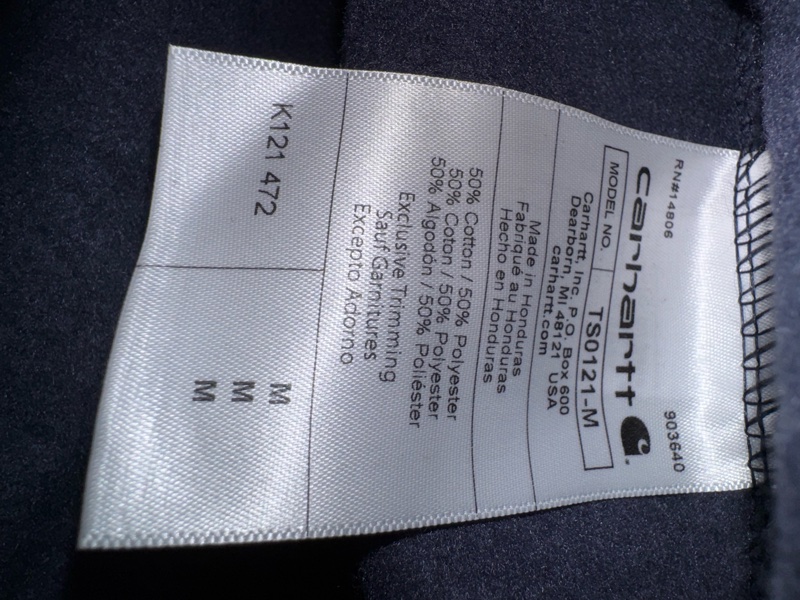 RN#14806 903640
carhartt
MODEL NO. TS0121-M
Carhartt, Inc, P.O. Box 600
Dearborn, MI 48121 USA
carhartt.com
Made in Honduras
Fabriqué au Honduras
Hecho en Honduras
50% Cotton / 50% Polyester
50% Coton / 50% Polyester
50% Algodón / 50% Poliéster
Exclusive Trimming
Sauf Garnitures
Excepto Adorno
K121 472
M
M
M